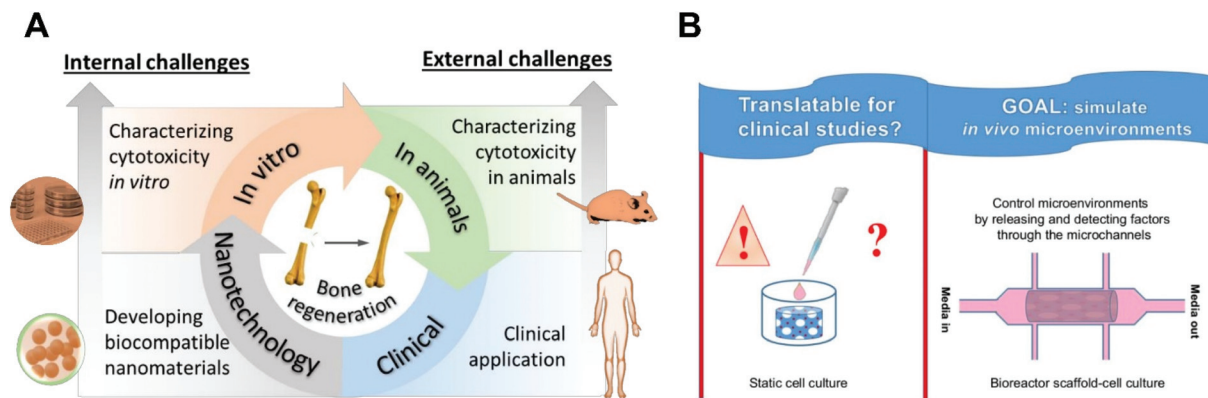 A
Internal challenges
External challenges
Characterizing
cytotoxicity
in vitro
In vitro
In animals
Characterizing
cytotoxicity
in animals
Nanotechnology
Bone
regeneration
Clinical
Developing
biocompatible
nanomaterials
Clinical
application
B
Translatable for
clinical studies?
GOAL: simulate
in vivo microenvironments
!
?
Control microenvironments
by releasing and detecting factors
through the microchannels
Media in
Media out
Static cell culture
Bioreactor scaffold-cell culture